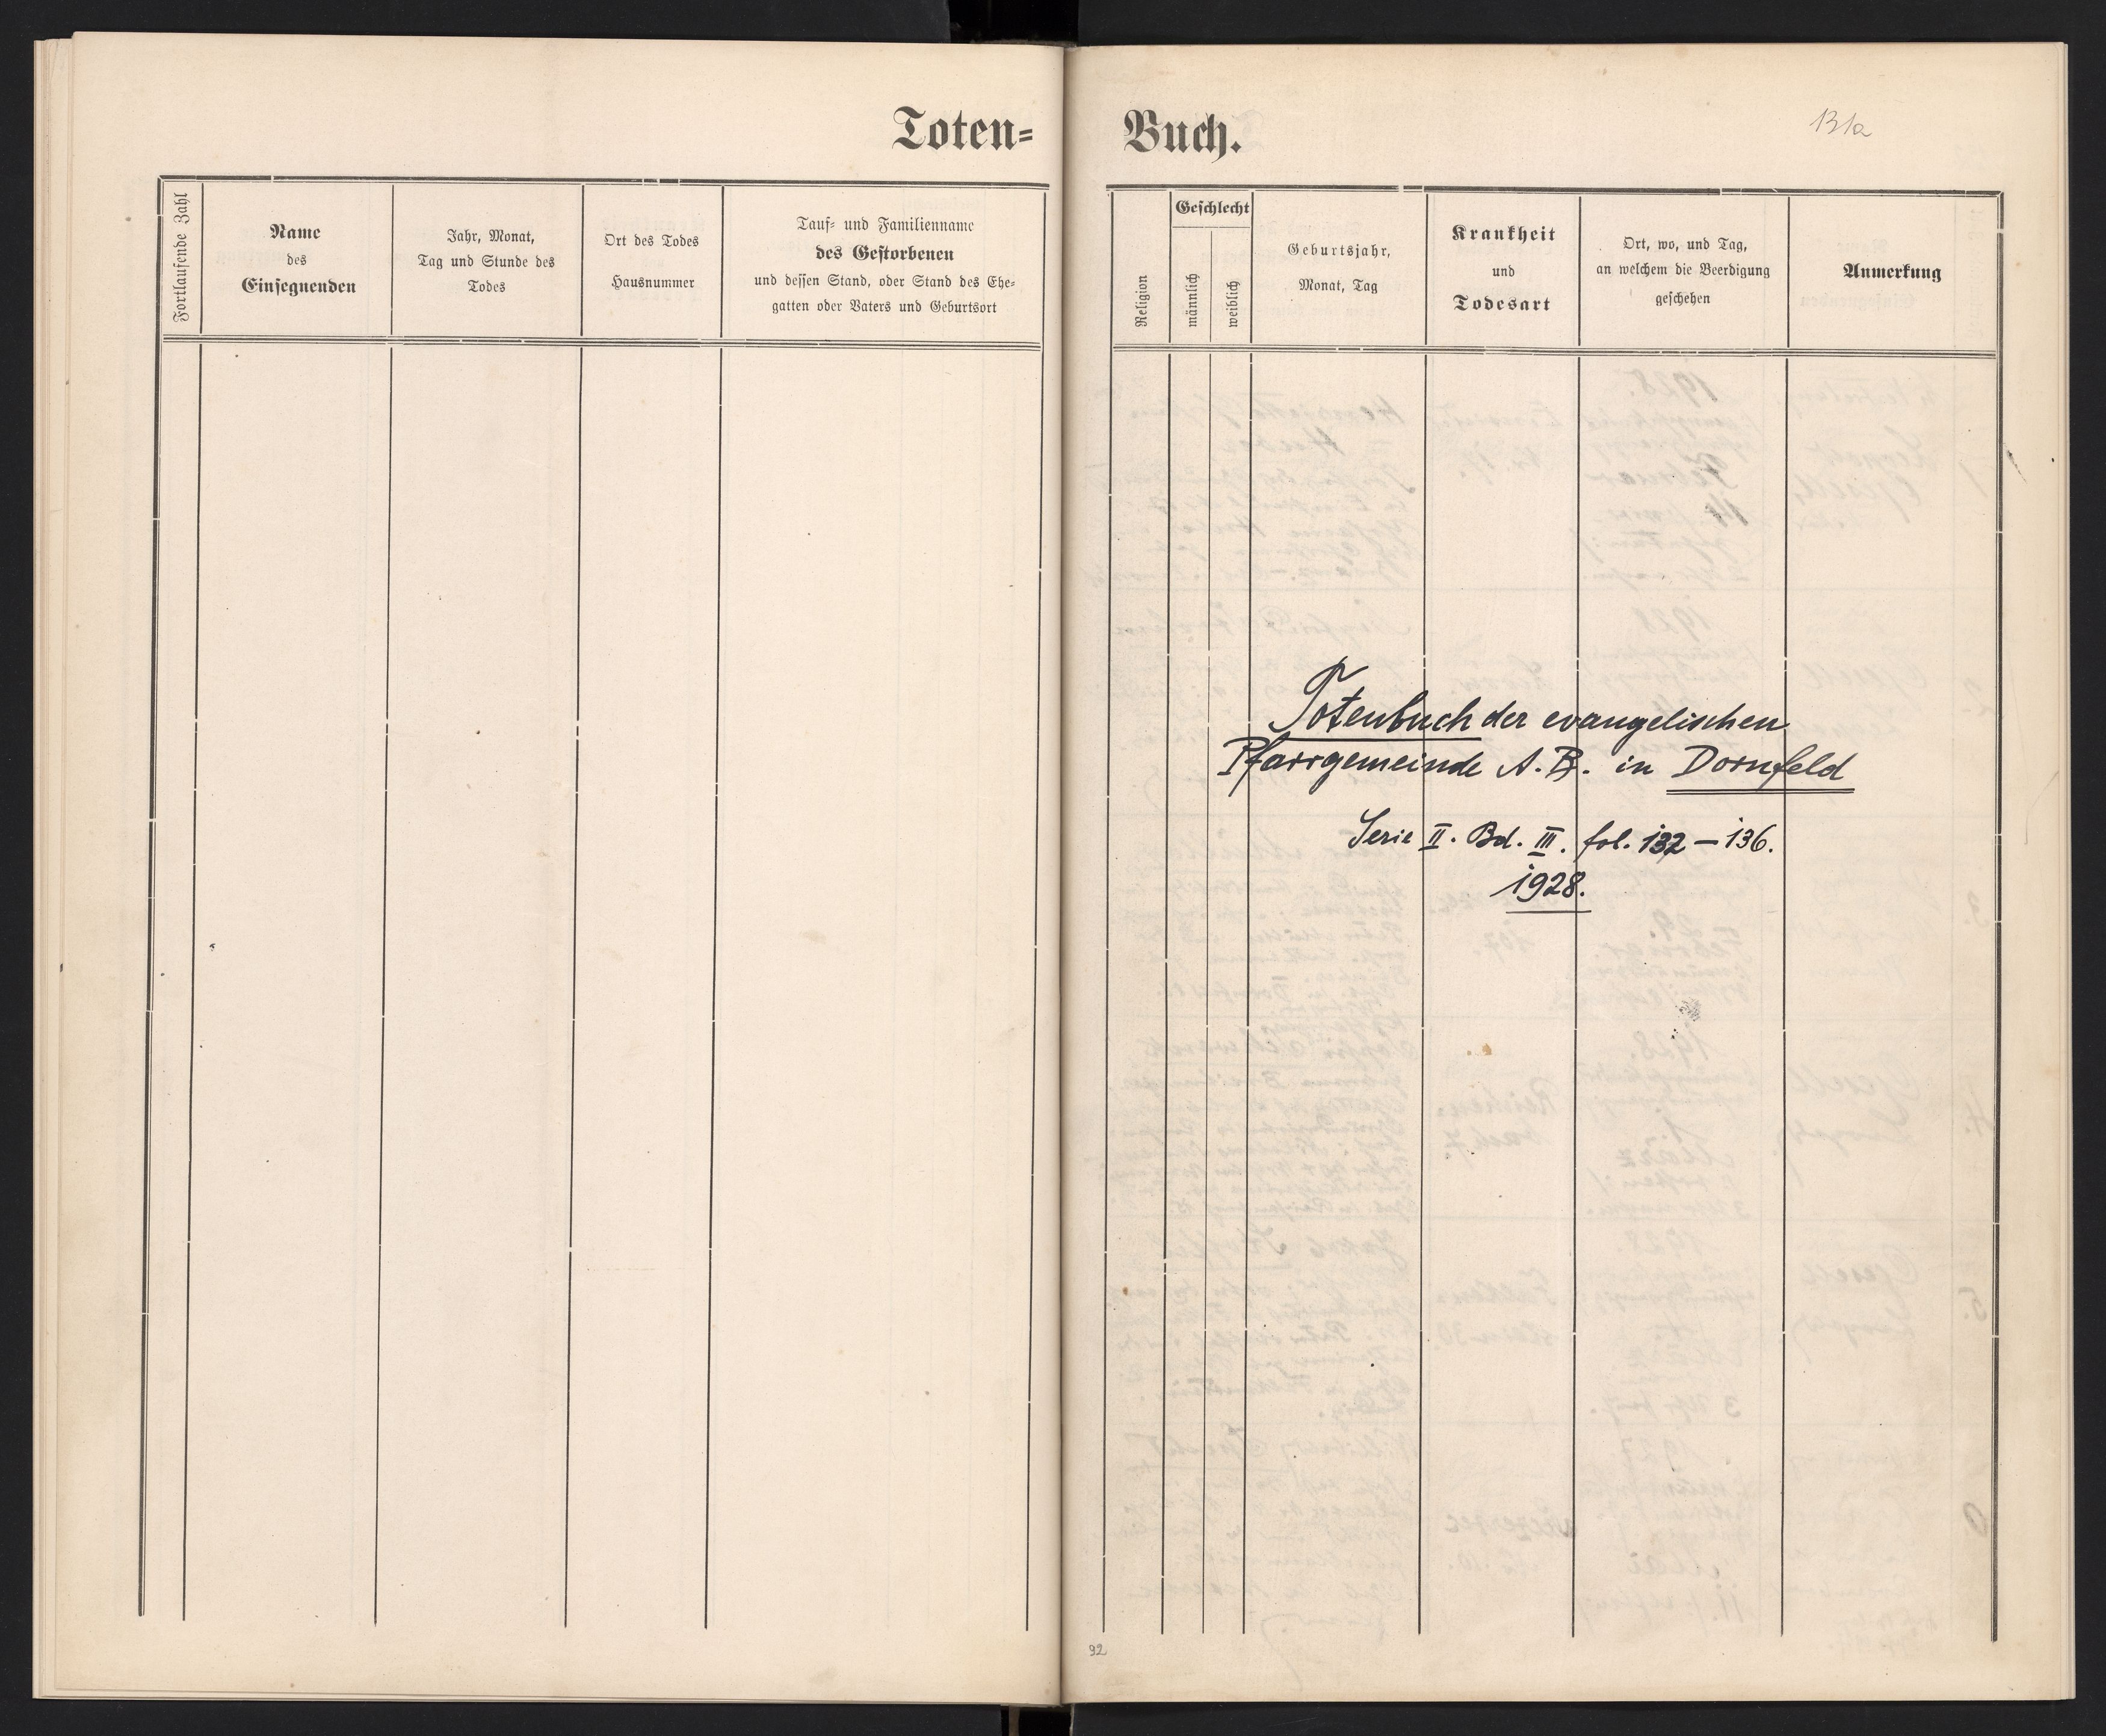 Toten-
Fortlaufende Zahl
Name
des
Einsegnenden
Jahr, Monat,
Tag und Stunde des
Todes
Ort des Todes
Hausnummer
Tauf- und Familienname
des Gestorbenen
und dessen Stand, oder Stand des Ehe-
gatten oder Vaters und Geburtsort
Buch.
131a
Religion
Geschlecht
männlich
weiblich
Geburtsjahr,
Monat, Tag
Krankheit
und
Todesart
Ort, wo, und Tag,
an welchem die Beerdigung
geschehen
Anmerkung
Totenbuch der evangelischen
Pfarrgemeinde A. B. in Dornfeld
Serie II. Bd. III. fol. 132 – 136.
1928.
92